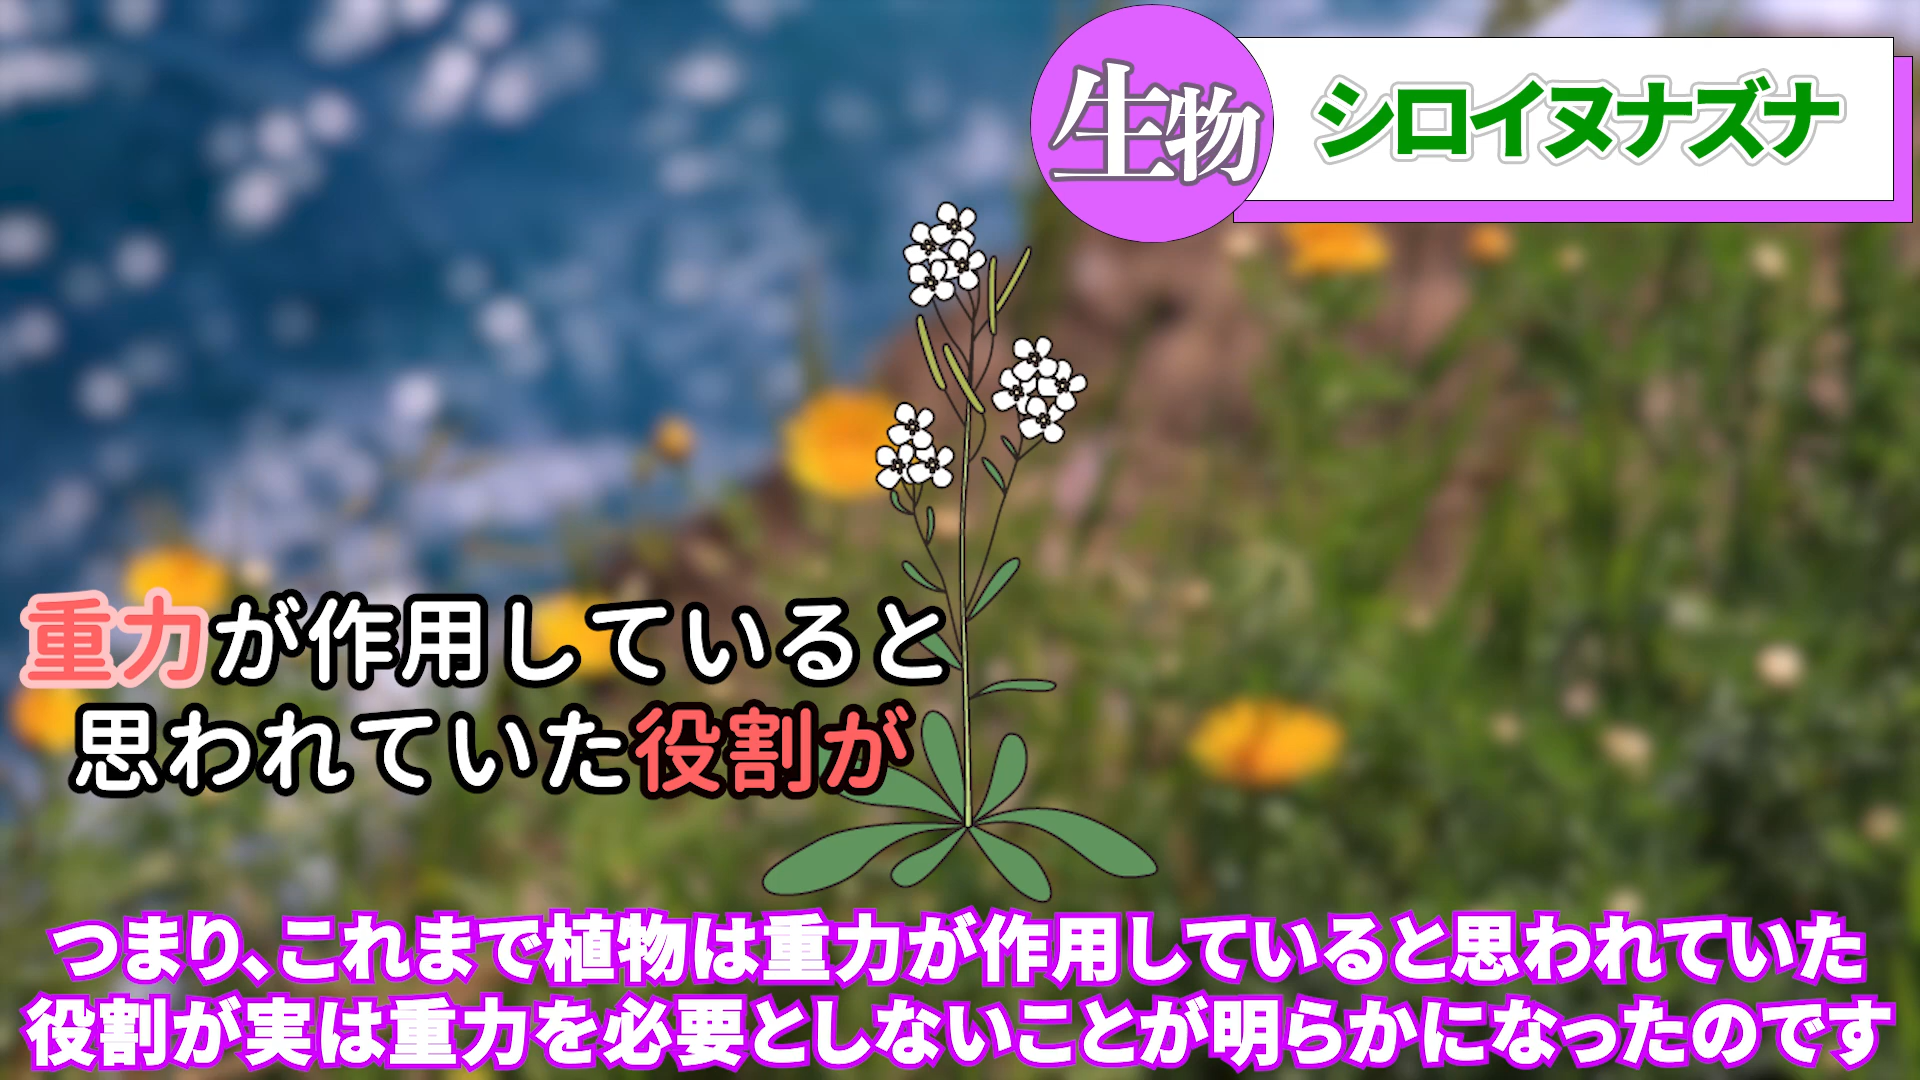 生物
シロイヌナズナ
重力が作用していると
思われていた役割が
つまり、これまで植物は重力が作用していると思われていた
役割が実は重力を必要としないことが明らかになったのです